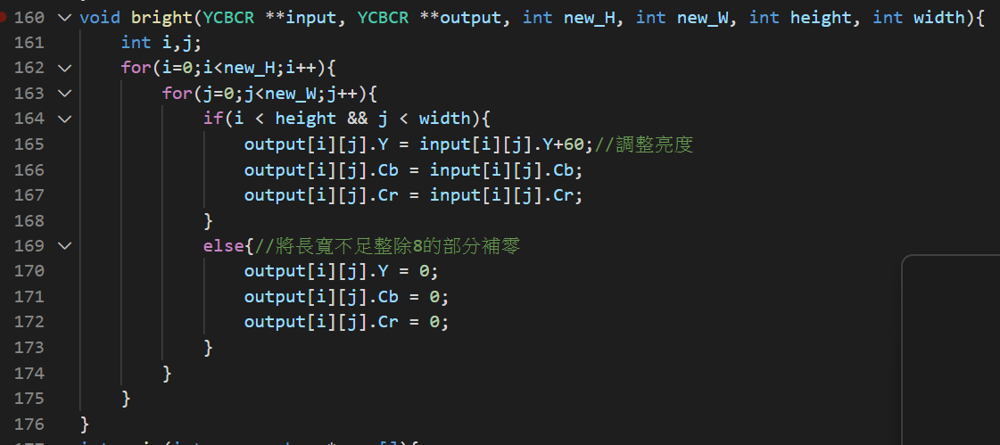 160 void bright(YCBCR **input, YCBCR **output, int new_H, int new_W, int height, int width){
161 int i,j;
162 for(i=0;i<new_H;i++){
163 for(j=0;j<new_W;j++){
164 if(i < height && j < width){
165 output[i][j].Y = input[i][j].Y+60;//調整亮度
166 output[i][j].Cb = input[i][j].Cb;
167 output[i][j].Cr = input[i][j].Cr;
168 }
169 else{//將長寬不足整除8的部分補零
170 output[i][j].Y = 0;
171 output[i][j].Cb = 0;
172 output[i][j].Cr = 0;
173 }
174 }
175 }
176 }